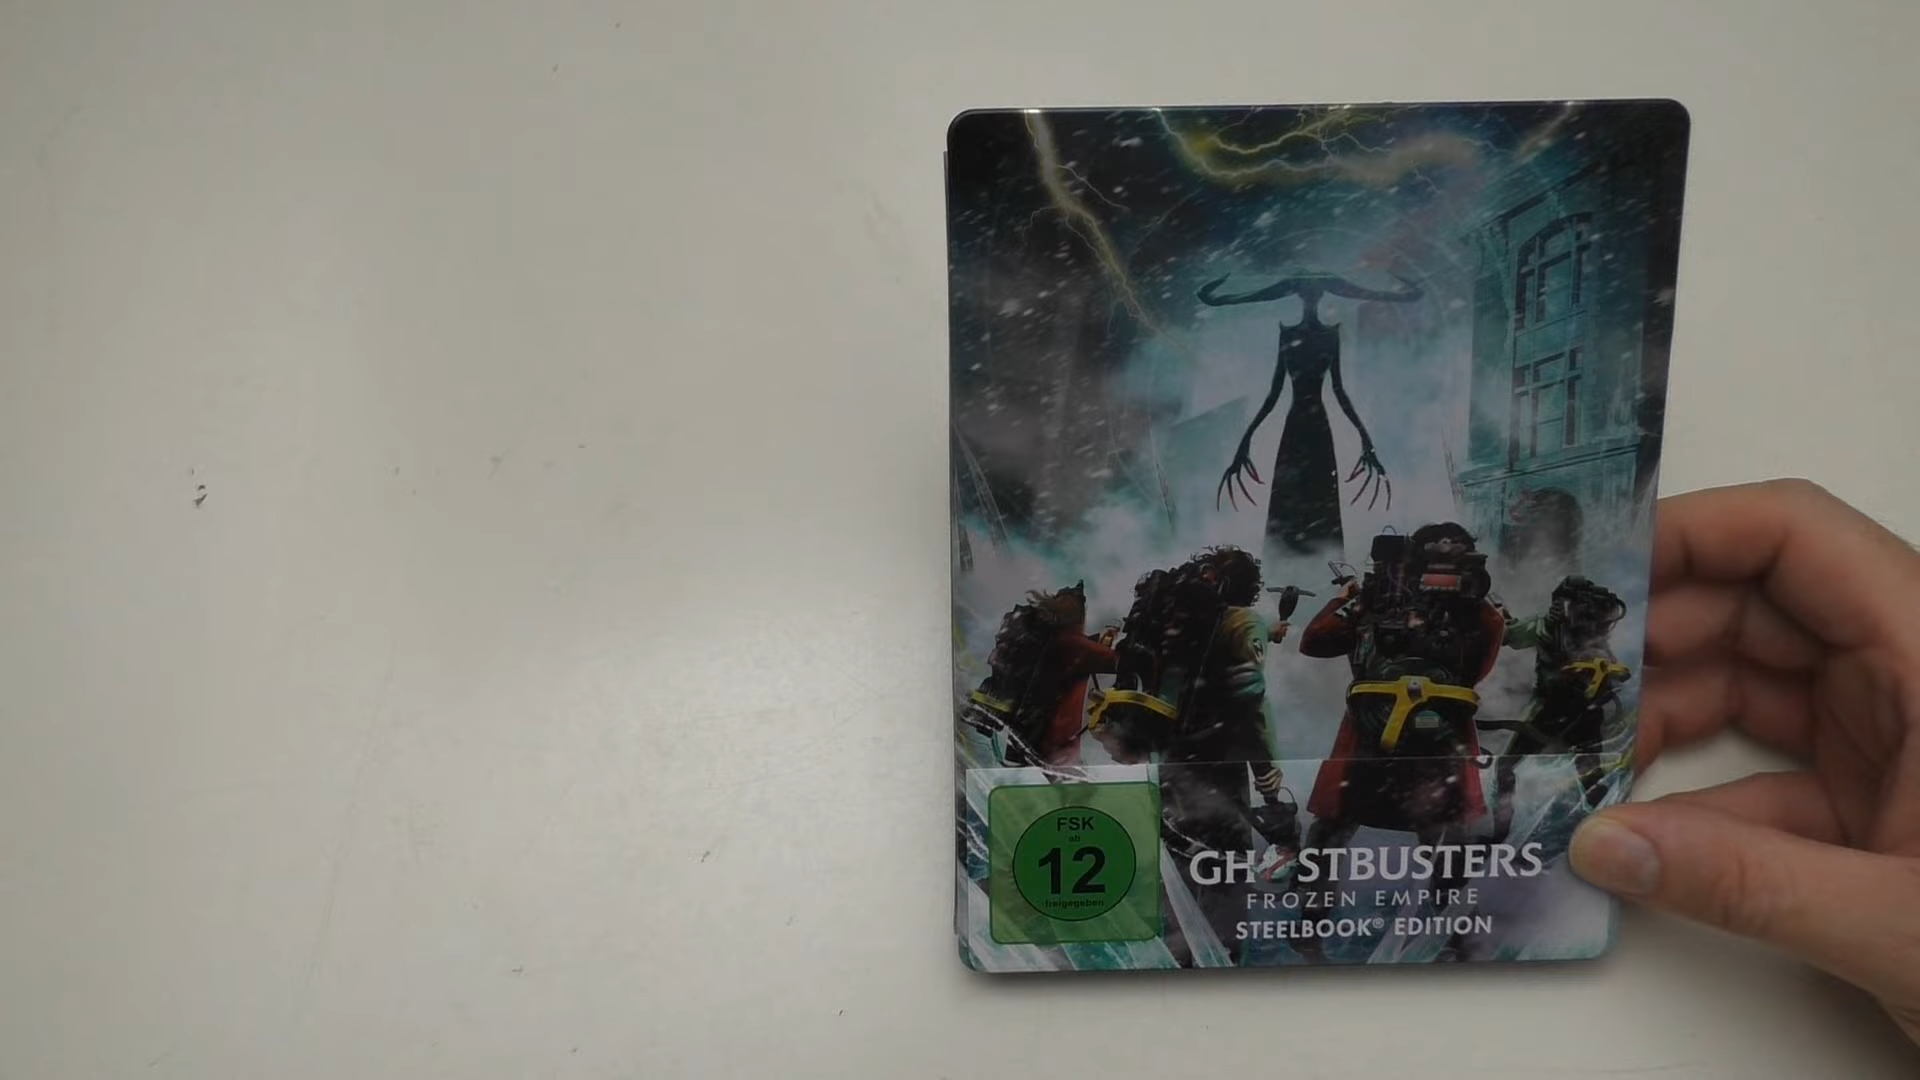 FSK
ab
12
freigegeben
GHOSTBUSTERS
FROZEN EMPIRE
STEELBOOK® EDITION